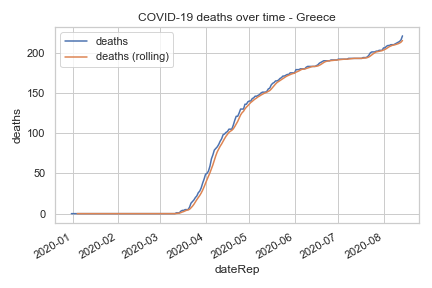 COVID-19 deaths over time - Greece
deaths
deaths (rolling)
200
150
100
50
0
deaths
2020-01
2020-02
2020-03
2020-04
2020-05
2020-06
2020-07
2020-08
dateRep